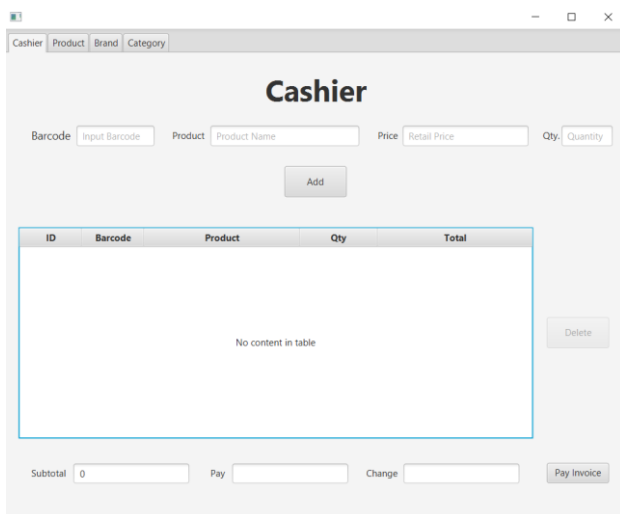 Cashier Product Brand Category
Cashier
Barcode Input Barcode Product Product Name Price Retail Price Qty. Quantity
Add
ID Barcode Product Qty Total
No content in table
Delete
Subtotal 0 Pay Change Pay Invoice